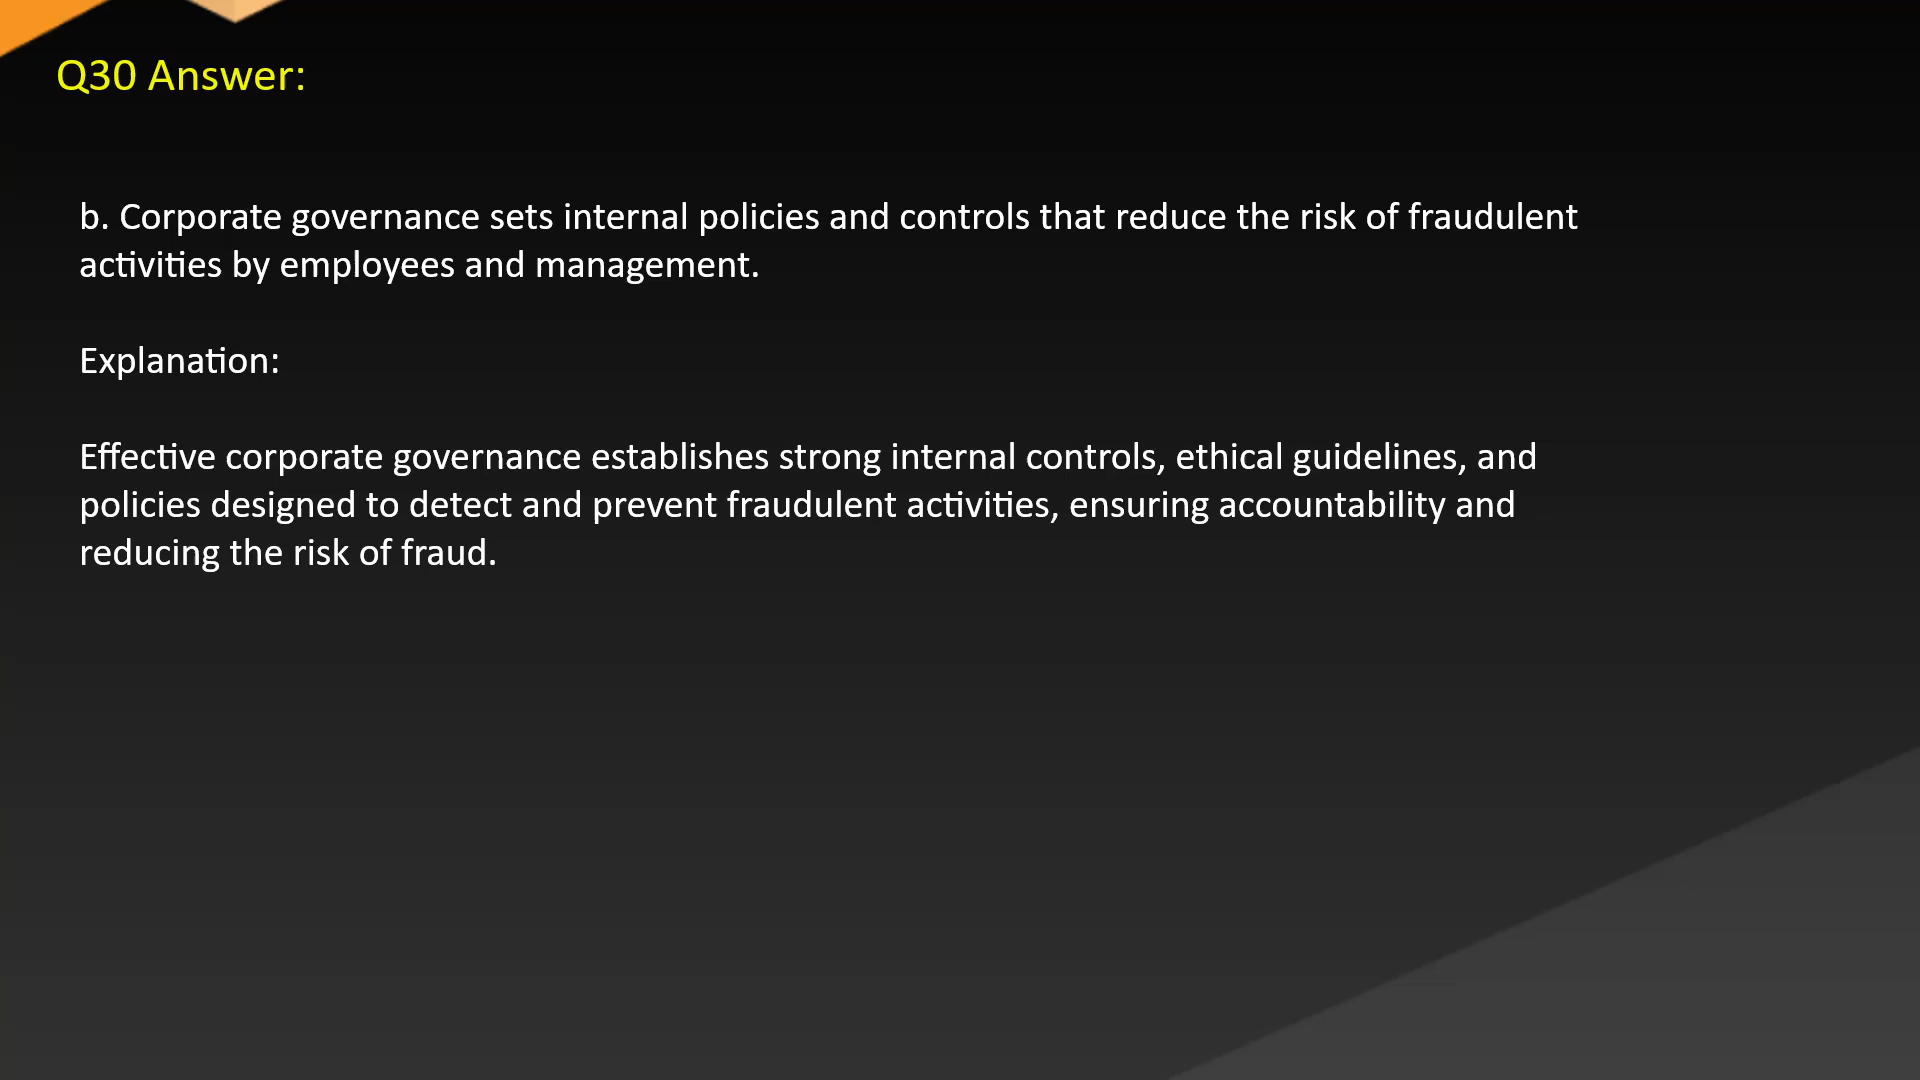 Q30 Answer:
b. Corporate governance sets internal policies and controls that reduce the risk of fraudulent
activities by employees and management.
Explanation:
Effective corporate governance establishes strong internal controls, ethical guidelines, and
policies designed to detect and prevent fraudulent activities, ensuring accountability and
reducing the risk of fraud.